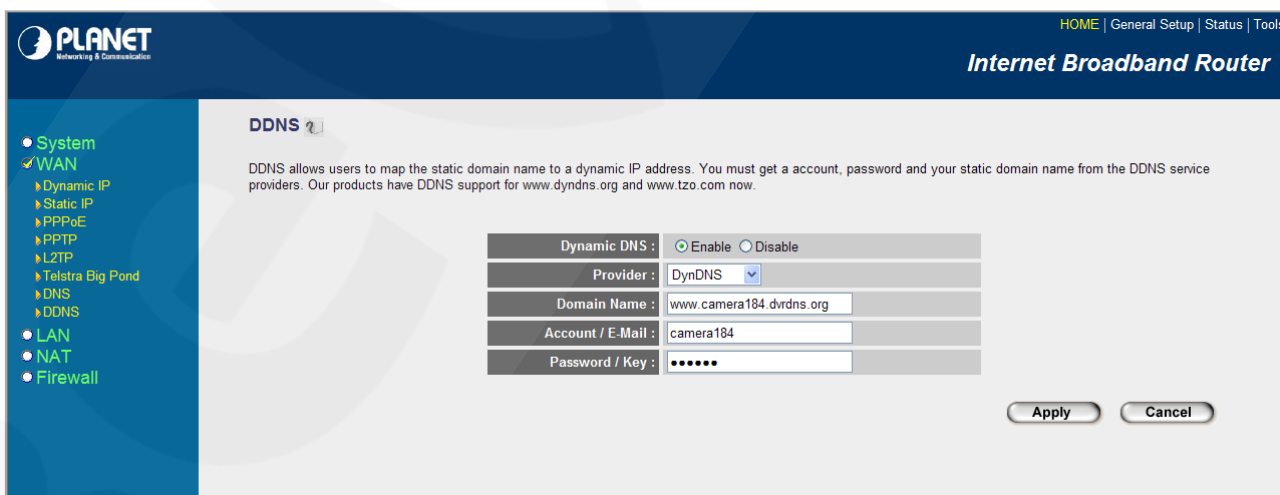 PLANET
Networking & Communication
HOME | General Setup | Status | Tools
Internet Broadband Router
System
WAN
Dynamic IP
Static IP
PPPoE
PPTP
L2TP
Telstra Big Pond
DNS
DDNS
LAN
NAT
Firewall
DDNS
DDNS allows users to map the static domain name to a dynamic IP address. You must get a account, password and your static domain name from the DDNS service
providers. Our products have DDNS support for www.dyndns.org and www.tzo.com now.
Dynamic DNS : Enable Disable
Provider : DynDNS
Domain Name : www.camera184.dvrdns.org
Account / E-Mail : camera184
Password / Key : ••••••
Apply Cancel